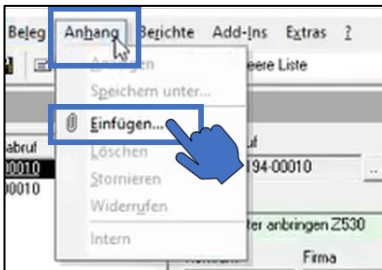 Beleg Anhang Berichte Add-Ins Extras ?
Anzeigen eere Liste
Speichern unter...
Einfügen...
abruf uf
Löschen
00010 194-00010 ..
00010 Stornieren
Widerrufen
ter anbringen Z530
Intern
Firma